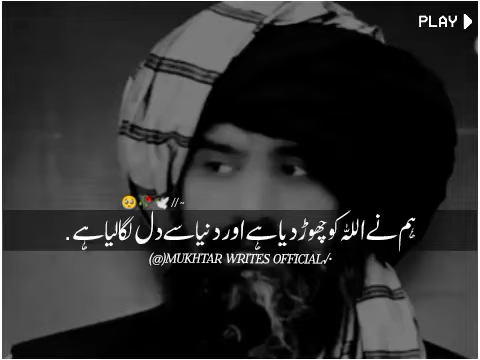 PLAY
🥺🥀🕊️//~
ہم نے اللہ کو چھوڑ دیا ہے اور دنیا سے دل لگا لیا ہے .
(@)MUKHTAR WRITES OFFICIAL√·